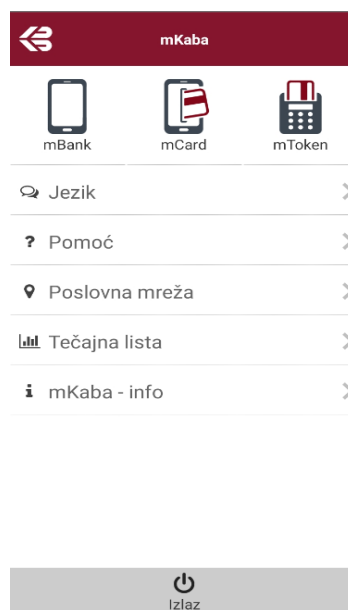 mKaba
mBank mCard mToken
Jezik
? Pomoć
Poslovna mreža
Tečajna lista
i mKaba - info
Izlaz